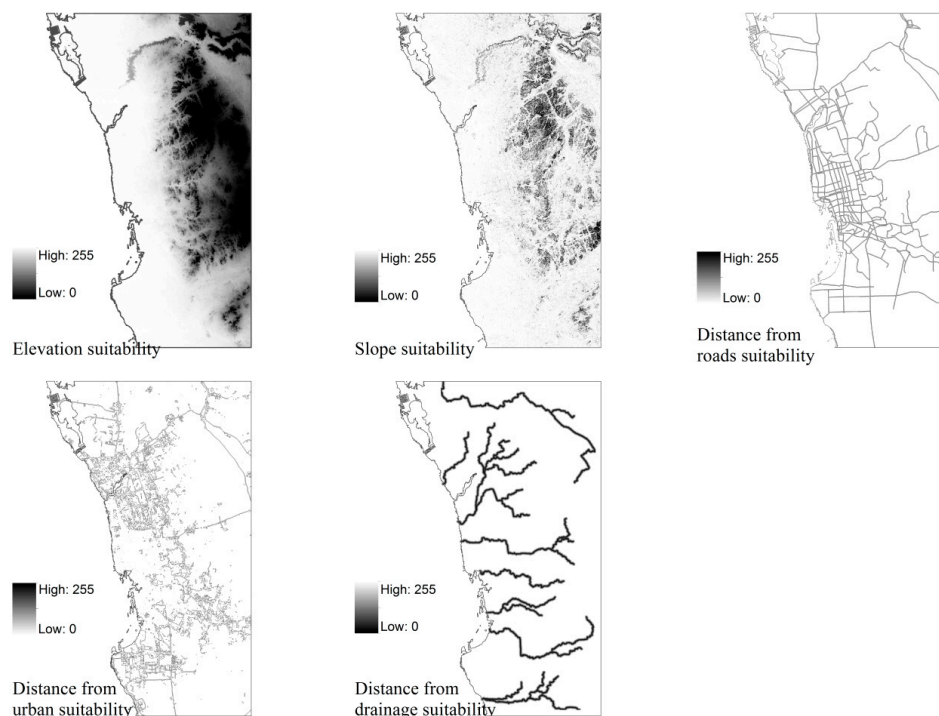 High: 255
Low: 0
Elevation suitability
High: 255
Low: 0
Slope suitability
High: 255
Low: 0
Distance from
roads suitability
High: 255
Low: 0
Distance from
urban suitability
High: 255
Low: 0
Distance from
drainage suitability